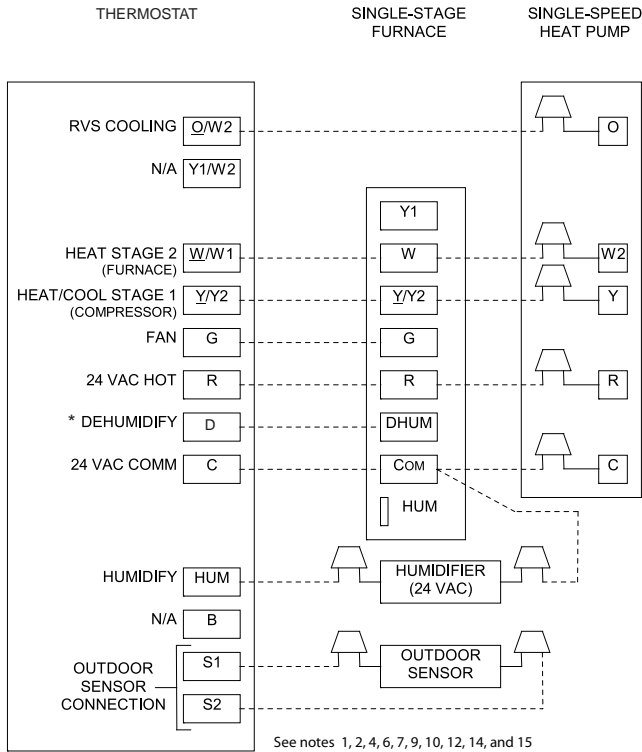 THERMOSTAT
SINGLE-STAGE
FURNACE
SINGLE-SPEED
HEAT PUMP
RVS COOLING O/W2 O
N/A Y1/W2
Y1
HEAT STAGE 2 W/W1 W W2
(FURNACE)
HEAT/COOL STAGE 1 Y/Y2 Y/Y2 Y
(COMPRESSOR)
FAN G G
24 VAC HOT R R R
* DEHUMIDIFY D DHUM
24 VAC COMM C COM C
HUM
HUMIDIFY HUM
HUMIDIFIER
(24 VAC)
N/A B
S1
OUTDOOR
SENSOR
CONNECTION
OUTDOOR
SENSOR
S2
See notes 1, 2, 4, 6, 7, 9, 10, 12, 14, and 15